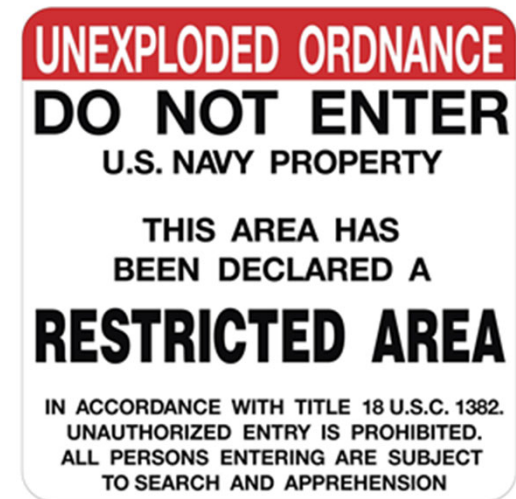 UNEXPLODED ORDNANCE
DO NOT ENTER
U.S. NAVY PROPERTY
THIS AREA HAS
BEEN DECLARED A
RESTRICTED AREA
IN ACCORDANCE WITH TITLE 18 U.S.C. 1382.
UNAUTHORIZED ENTRY IS PROHIBITED.
ALL PERSONS ENTERING ARE SUBJECT
TO SEARCH AND APPREHENSION